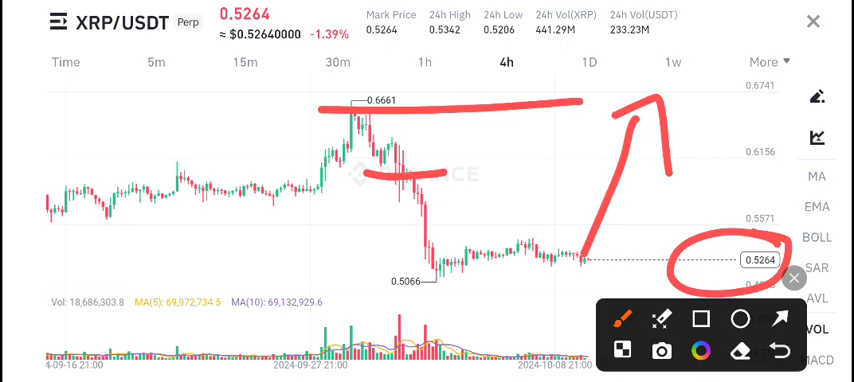 XRP/USDT Perp
0.5264
≈ $0.52640000 -1.39%
Mark Price 24h High 24h Low 24h Vol(XRP) 24h Vol(USDT)
0.5264 0.5342 0.5206 441.29M 233.23M
Time 5m 15m 30m 1h 4h 1D 1w More
0.6741
0.6661
0.6156
BINANCE
MA
EMA
0.5571
BOLL
0.5264
SAR
0.5066
AVL
Vol: 18,686,303.8 MA(5): 69,972,734.5 MA(10): 69,132,929.6
VOL
MACD
4-09-16 21:00 2024-09-27 21:00 2024-10-08 21:00